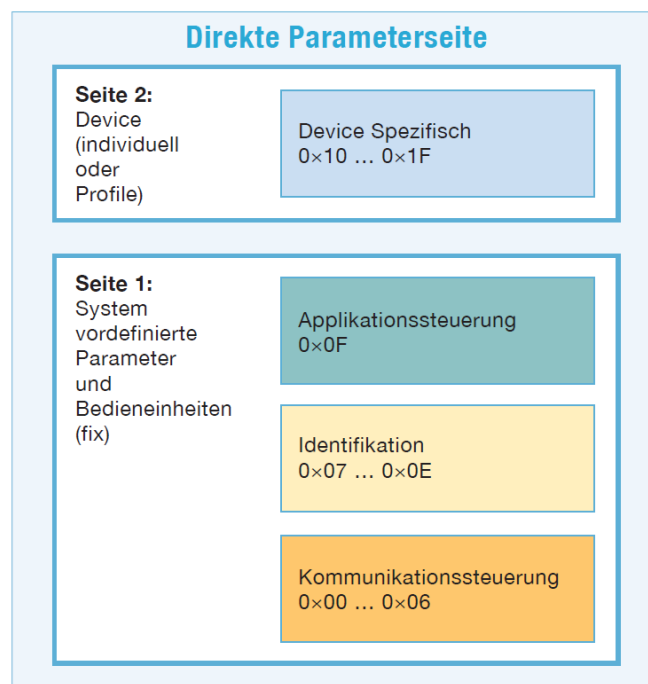 Direkte Parameterseite
Seite 2:
Device
(individuell
oder
Profile)
Device Spezifisch
0×10 … 0×1F
Seite 1:
System
vordefinierte
Parameter
und
Bedieneinheiten
(fix)
Applikationssteuerung
0×0F
Identifikation
0×07 … 0×0E
Kommunikationssteuerung
0×00 … 0×06